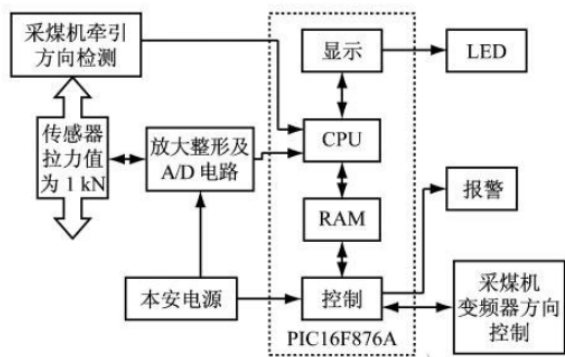 采煤机牵引
方向检测
显示
LED
传感器
拉力值
为 1 kN
放大整形及
A/D 电路
CPU
RAM
报警
本安电源
控制
采煤机
变频器方向
控制
PIC16F876A